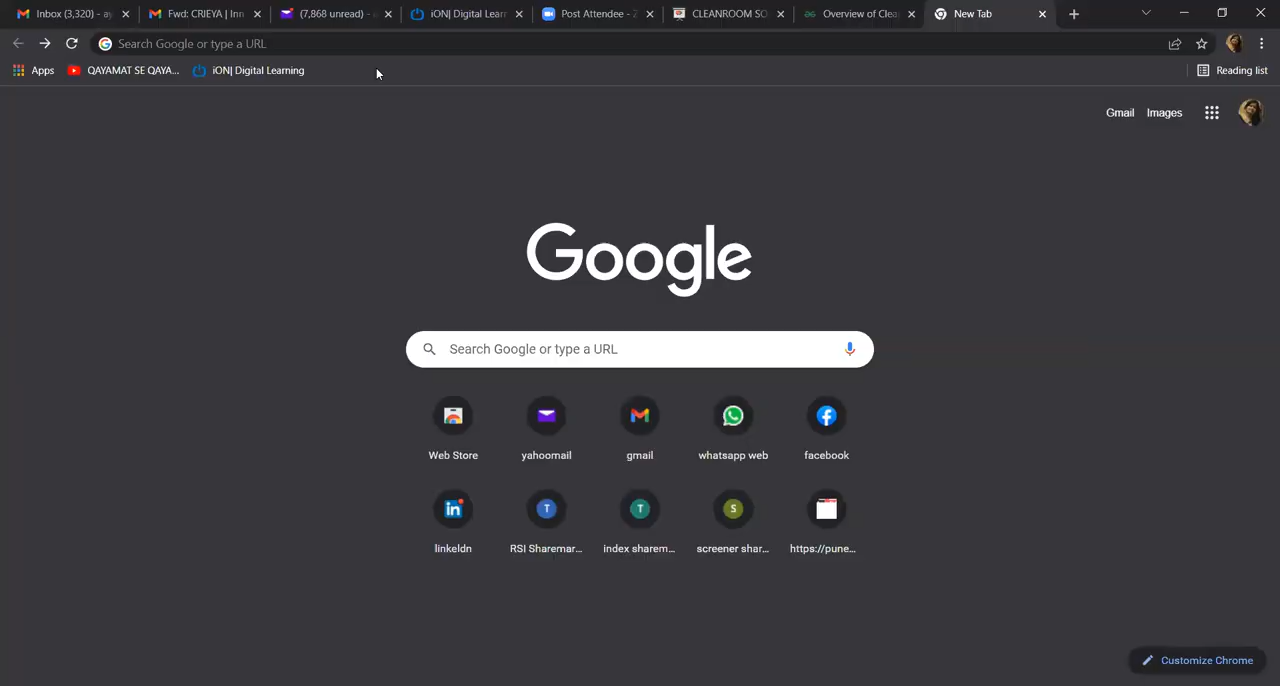 Inbox (3,320) - ay
Fwd: CRIEYA | Inn
(7,868 unread) -
iON| Digital Learn
Post Attendee - Z
CLEANROOM SO
Overview of Clea
New Tab
Search Google or type a URL
Apps
QAYAMAT SE QAYA...
iON| Digital Learning
Reading list
Gmail
Images
Google
Search Google or type a URL
Web Store
yahoomail
gmail
whatsapp web
facebook
linkeldn
RSI Sharemar...
index sharem...
screener shar...
https://pune...
Customize Chrome